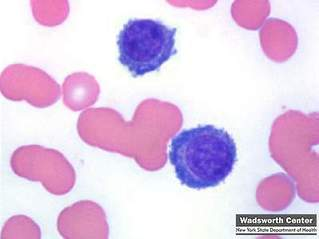 Wadsworth Center
New York State Department of Health